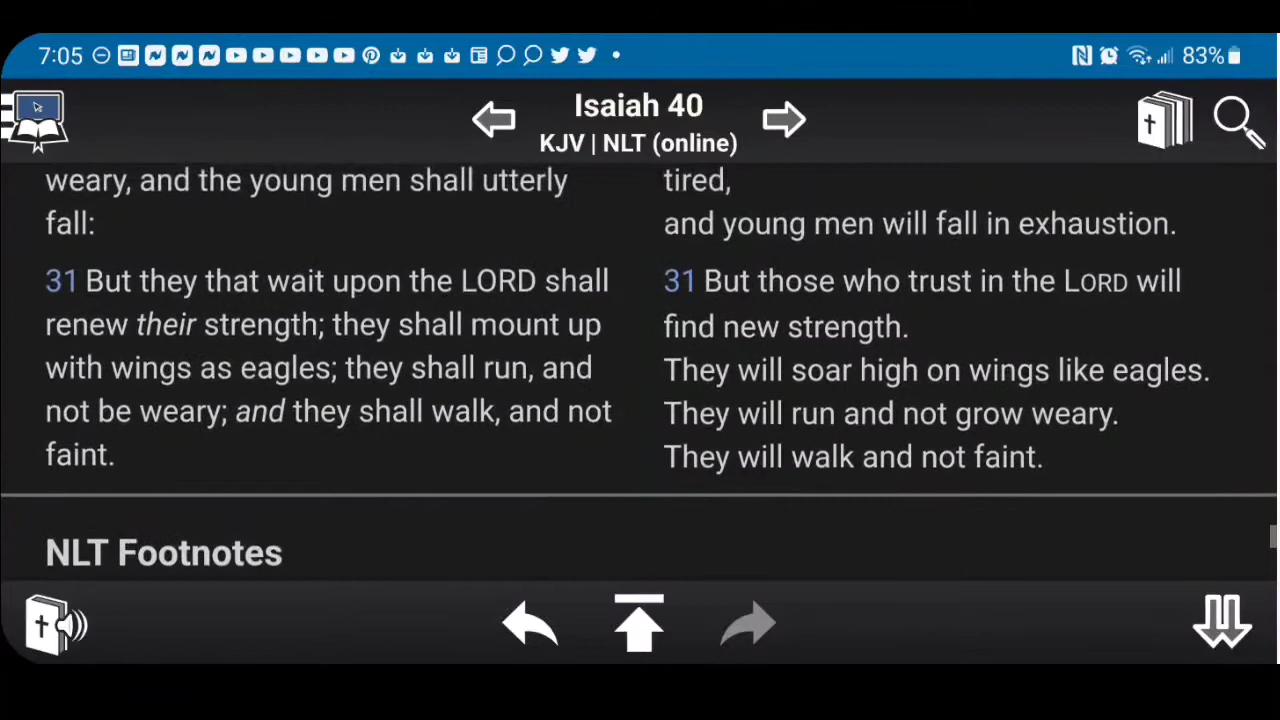 7:05 83%
Isaiah 40
KJV | NLT (online)
weary, and the young men shall utterly
fall:
31 But they that wait upon the LORD shall
renew their strength; they shall mount up
with wings as eagles; they shall run, and
not be weary; and they shall walk, and not
faint.
tired,
and young men will fall in exhaustion.
31 But those who trust in the LORD will
find new strength.
They will soar high on wings like eagles.
They will run and not grow weary.
They will walk and not faint.
NLT Footnotes